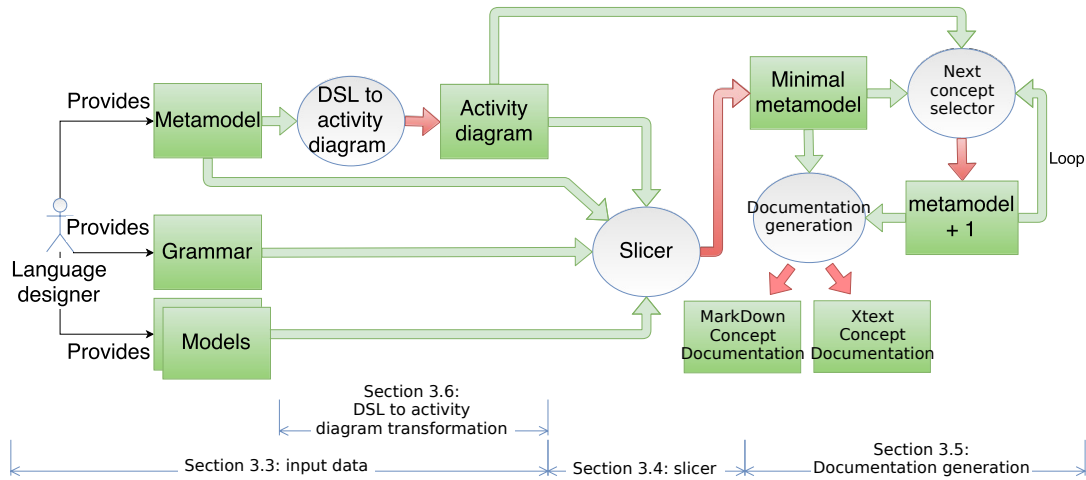 Provides
Metamodel
DSL to
activity
diagram
Activity
diagram
Minimal
metamodel
Next
concept
selector
Loop
Provides
Grammar
Language
designer
Slicer
Documentation
generation
metamodel
+ 1
Provides
Models
MarkDown
Concept
Documentation
Xtext
Concept
Documentation
Section 3.6:
DSL to activity
diagram transformation
Section 3.3: input data
Section 3.4: slicer
Section 3.5:
Documentation generation